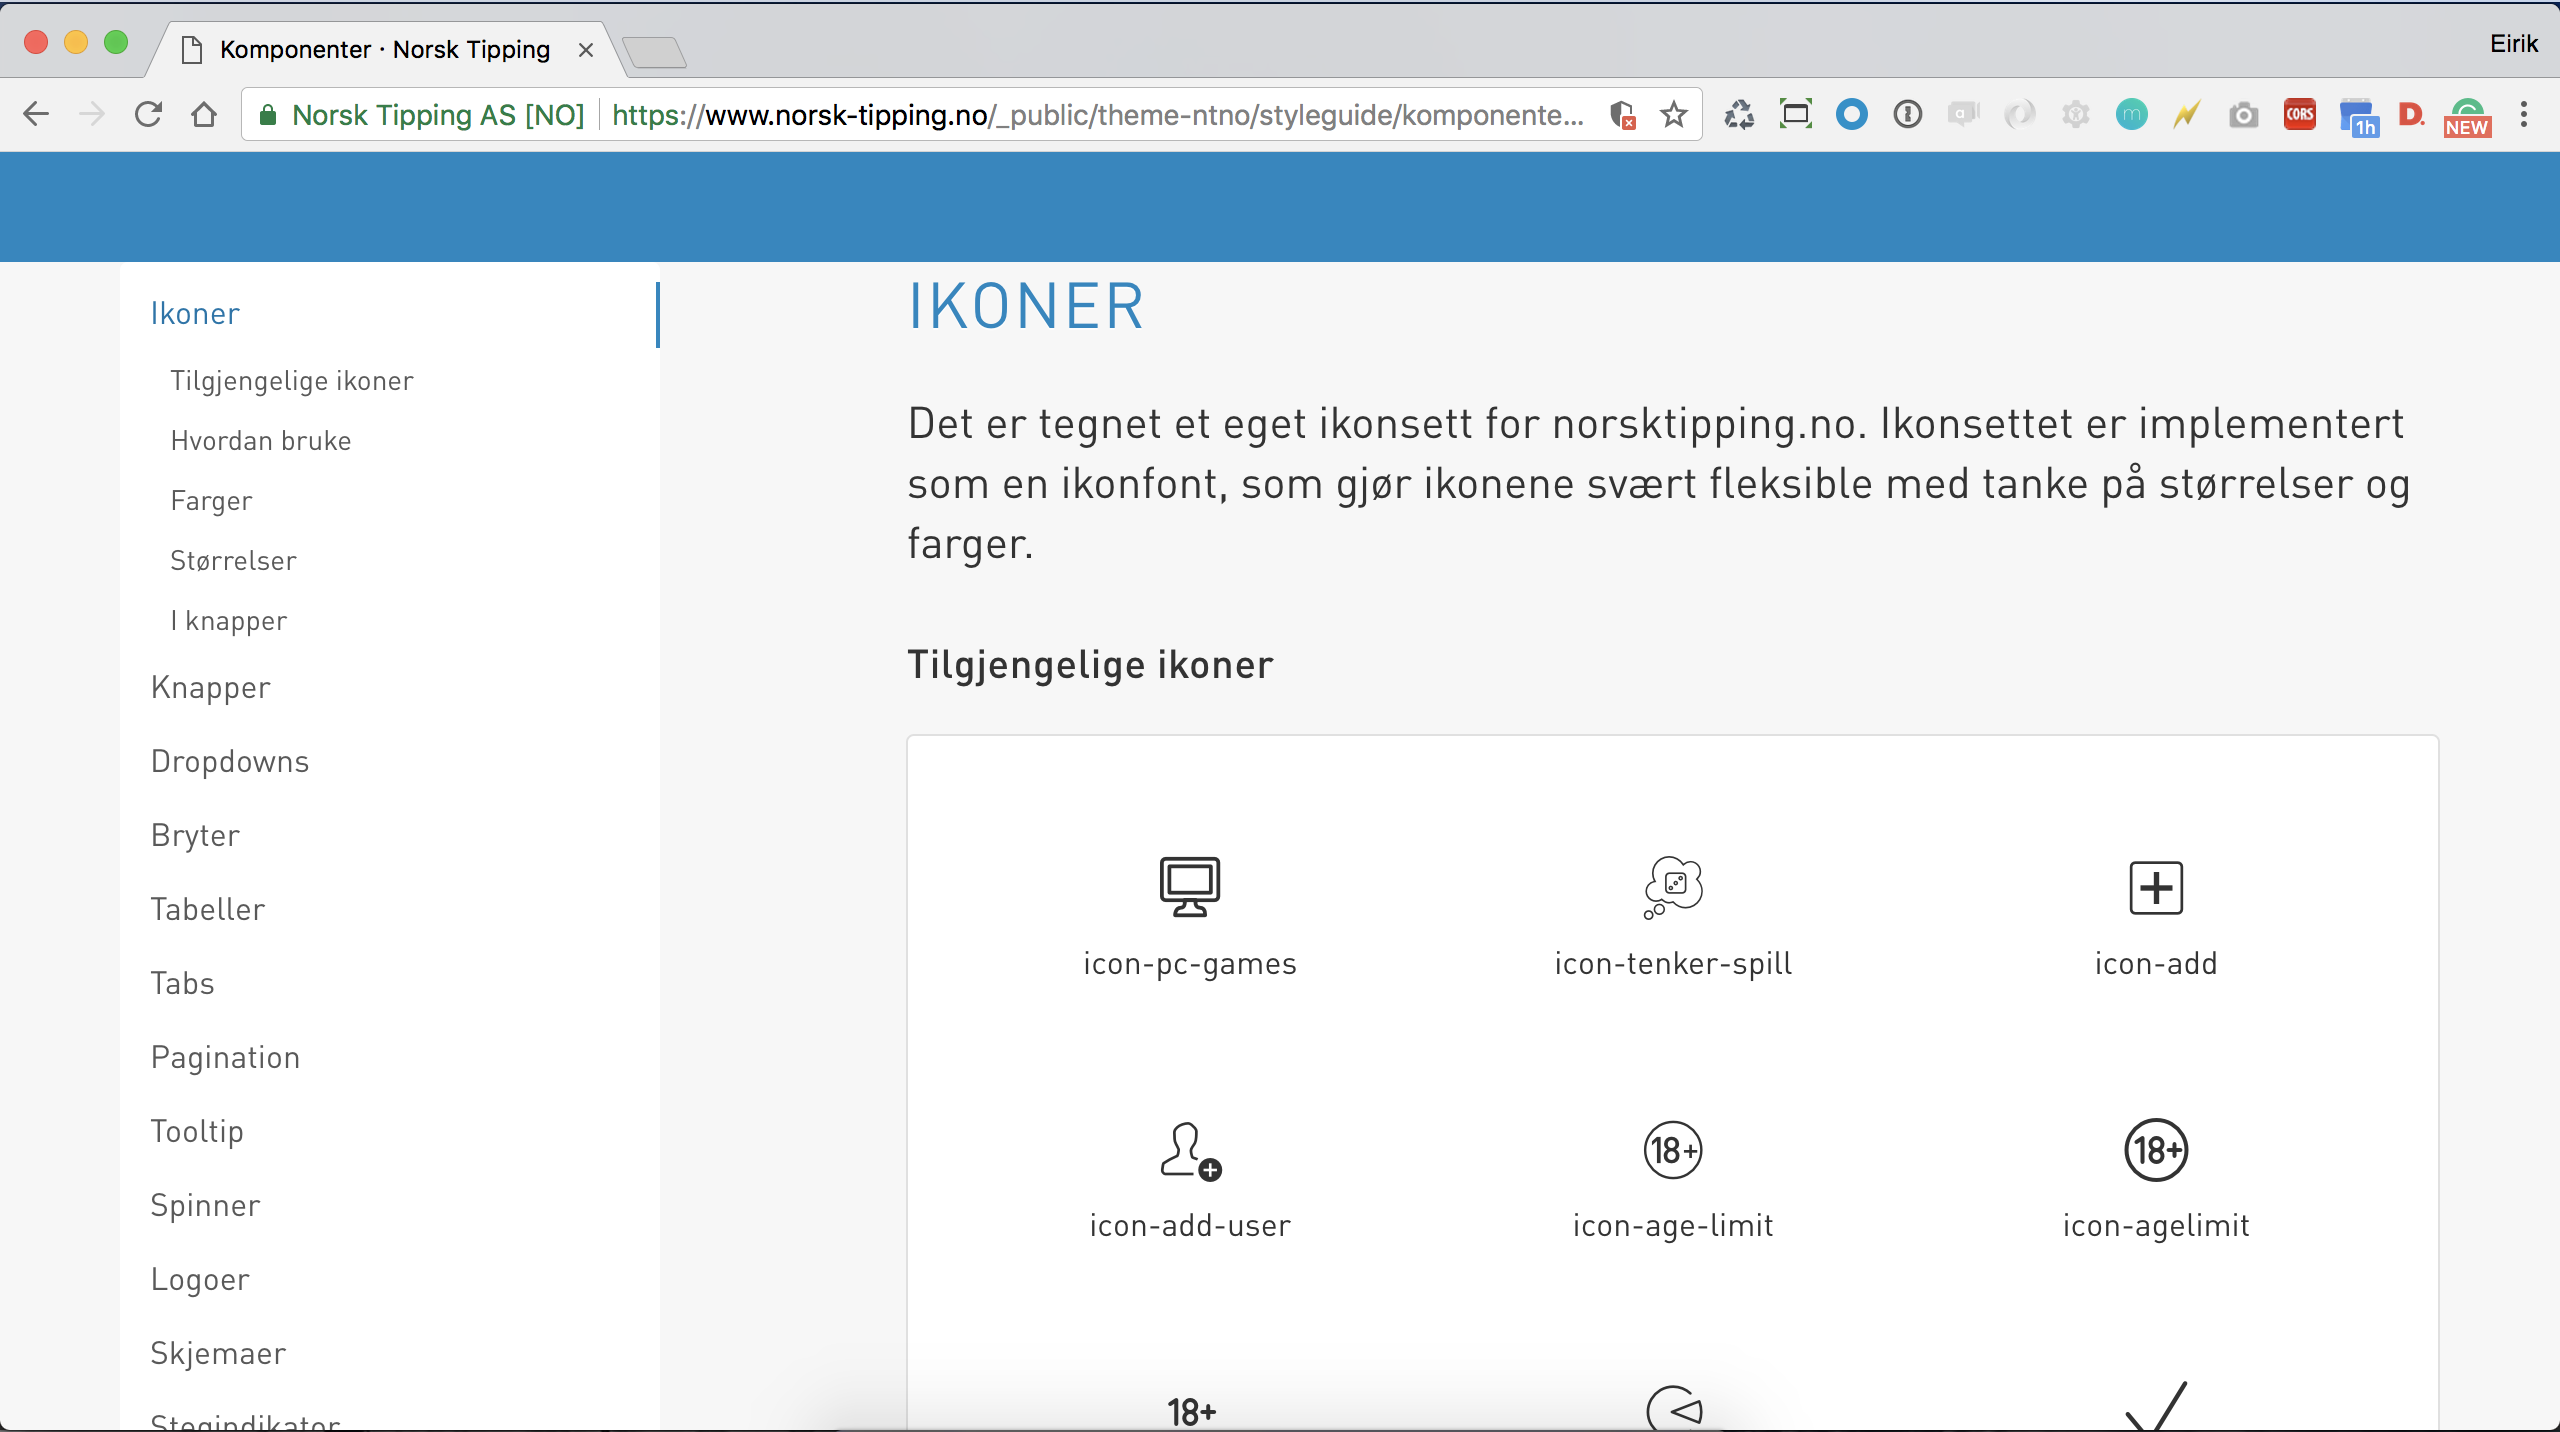 Komponenter · Norsk Tipping
Eirik
Norsk Tipping AS [NO]
https://www.norsk-tipping.no/_public/theme-ntno/styleguide/komponente...
CORS
1h
D.
NEW
Ikoner
Tilgjengelige ikoner
Hvordan bruke
Farger
Størrelser
I knapper
Knapper
Dropdowns
Bryter
Tabeller
Tabs
Pagination
Tooltip
Spinner
Logoer
Skjemaer
Stegindikator
IKONER
Det er tegnet et eget ikonsett for norsktipping.no. Ikonsettet er implementert
som en ikonfont, som gjør ikonene svært fleksible med tanke på størrelser og
farger.
Tilgjengelige ikoner
icon-pc-games
icon-tenker-spill
icon-add
18+
18+
icon-add-user
icon-age-limit
icon-agelimit
18+